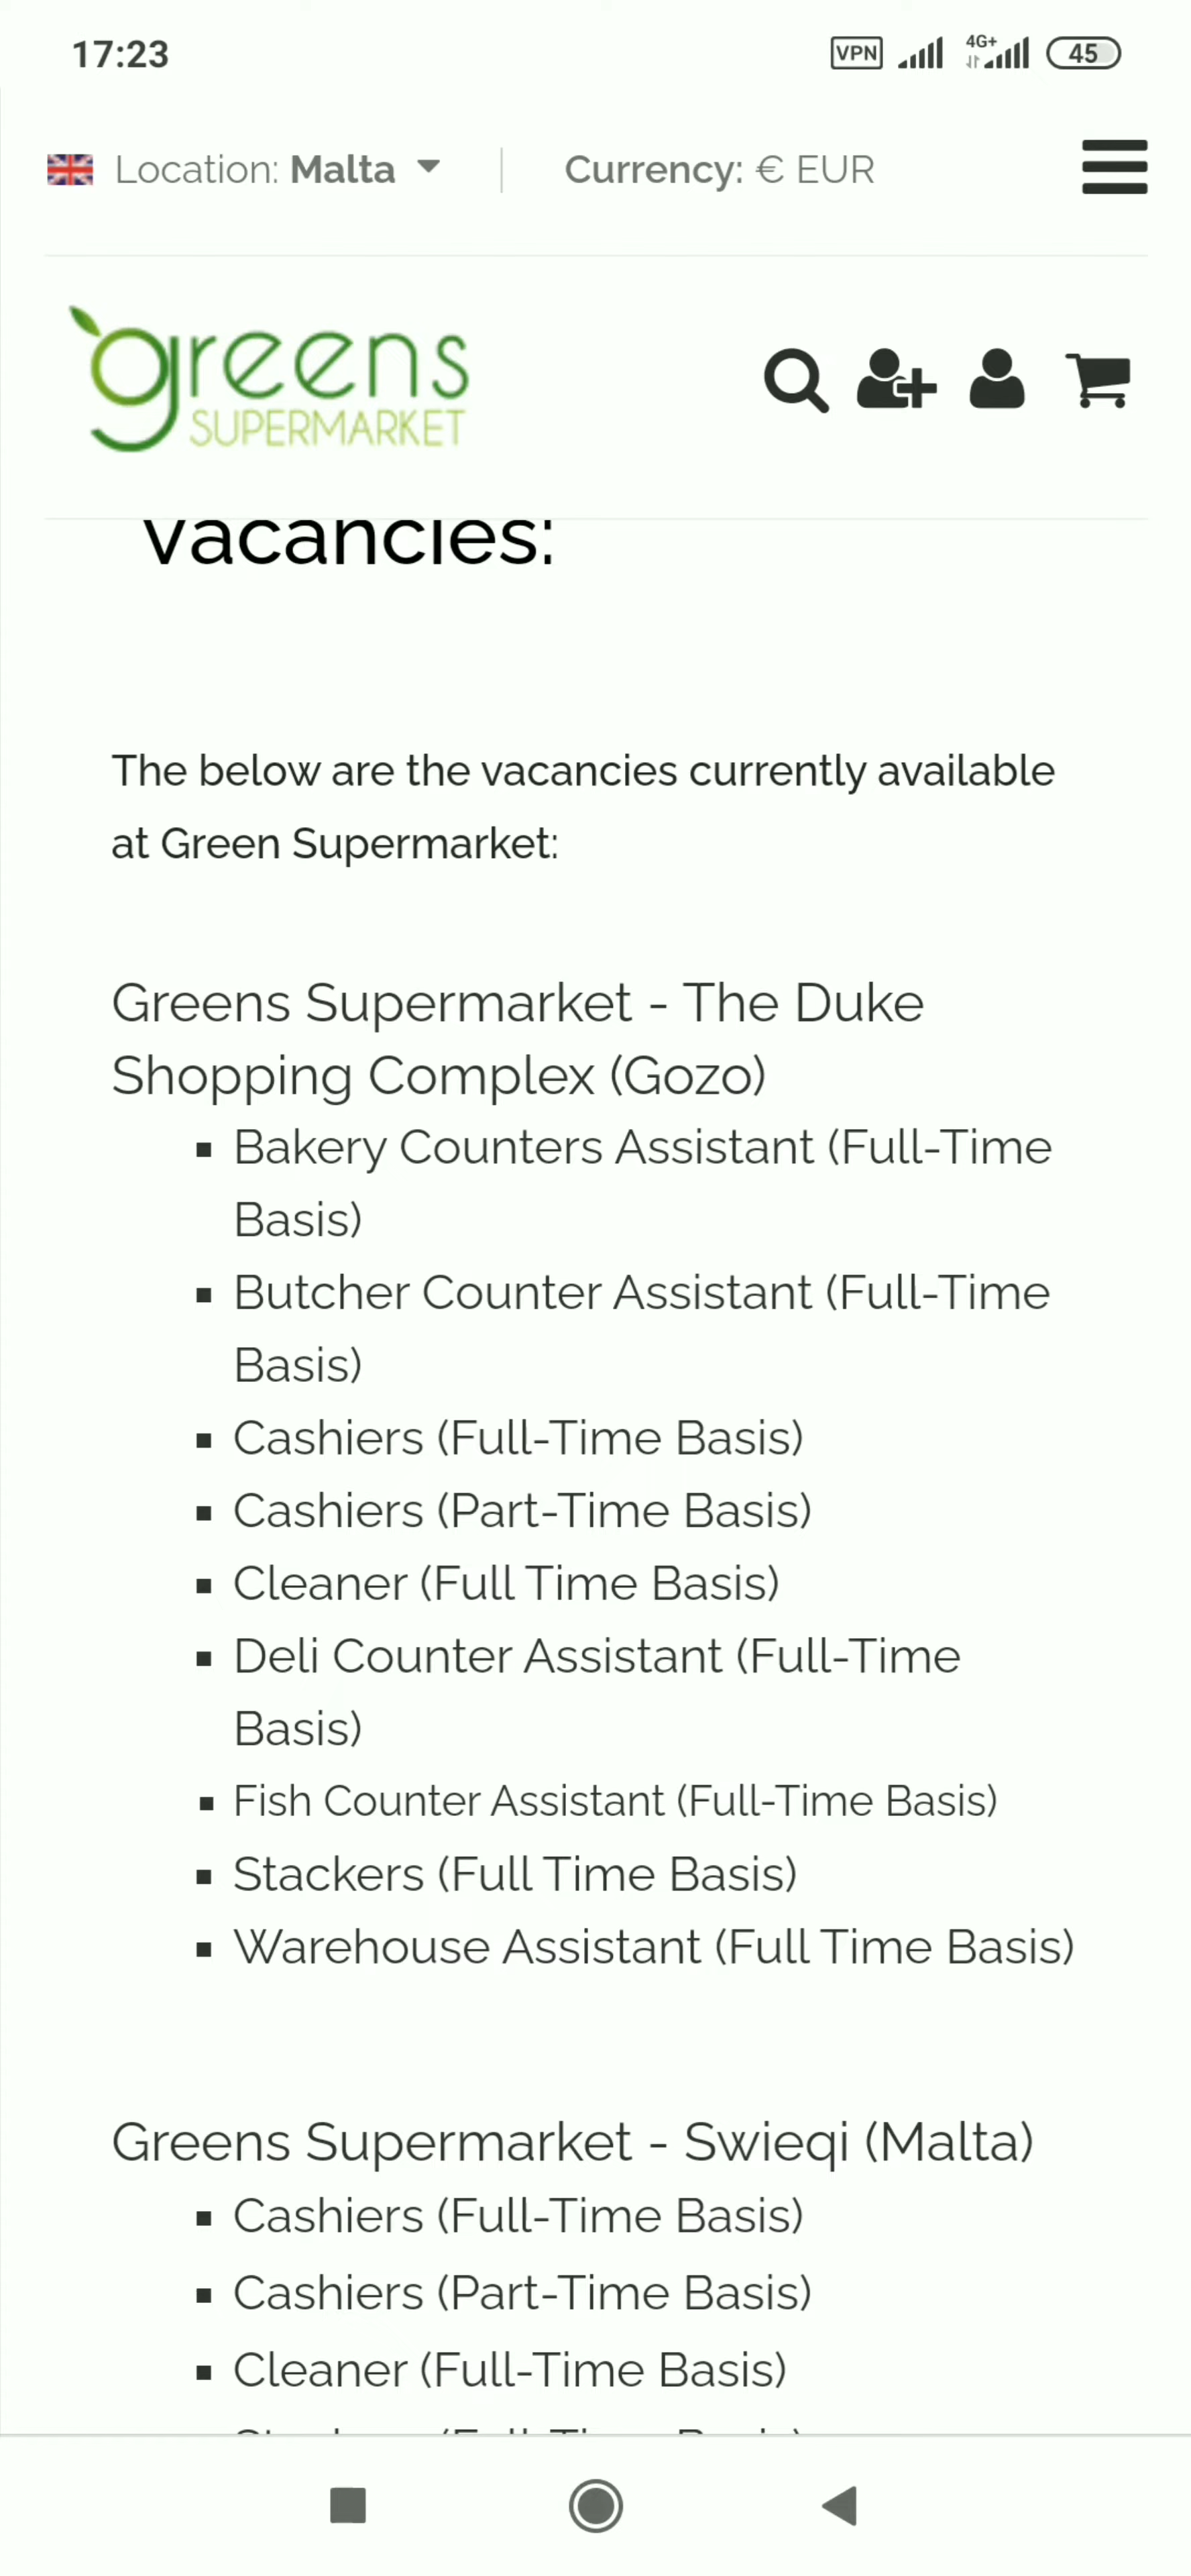 17:23
VPN 4G+ 45
Location: Malta
Currency: € EUR
greens
SUPERMARKET
Vacancies:
The below are the vacancies currently available
at Green Supermarket:
Greens Supermarket - The Duke
Shopping Complex (Gozo)
▪ Bakery Counters Assistant (Full-Time
Basis)
▪ Butcher Counter Assistant (Full-Time
Basis)
▪ Cashiers (Full-Time Basis)
▪ Cashiers (Part-Time Basis)
▪ Cleaner (Full Time Basis)
▪ Deli Counter Assistant (Full-Time
Basis)
▪ Fish Counter Assistant (Full-Time Basis)
▪ Stackers (Full Time Basis)
▪ Warehouse Assistant (Full Time Basis)
Greens Supermarket - Swieqi (Malta)
▪ Cashiers (Full-Time Basis)
▪ Cashiers (Part-Time Basis)
▪ Cleaner (Full-Time Basis)